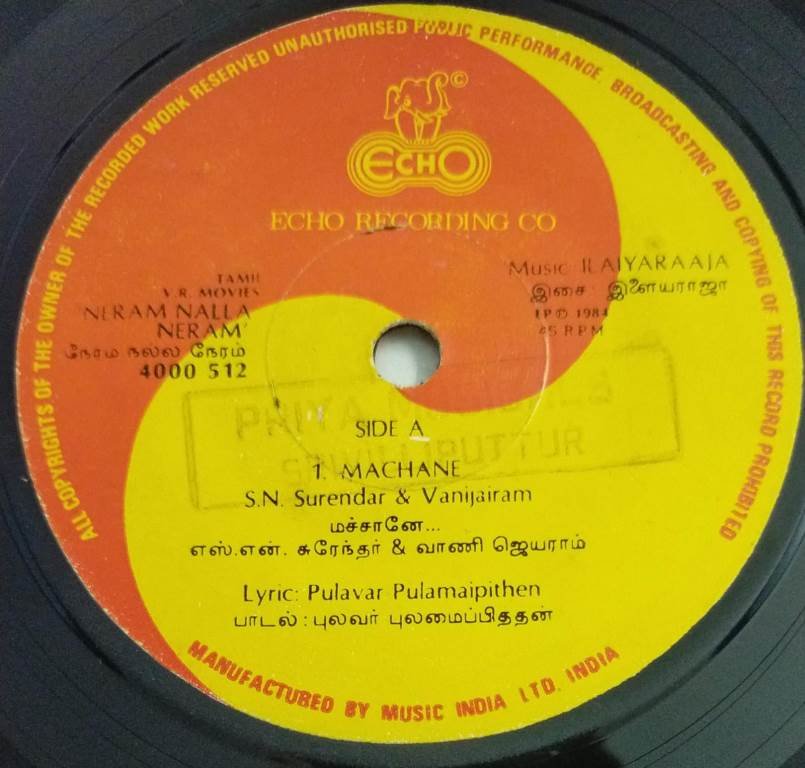 ALL COPYRIGHTS OF THE OWNER OF THE RECORDED WORK RESERVED UNAUTHORISED PUBLIC PERFORMANCE, BROADCASTING AND COPYING OF THIS RECORD PROHIBITED
©
ECHO
ECHO RECORDING CO
TAMIL
V.R. MOVIES
'NERAM NALLA
NERAM'
நேரம நல்ல நேரம்
4000 512
Music: ILAIYARAAJA
இசை : இளையராஜா
℗ © 1984
45 RPM
PRIYA
SRIVILLIPUTTUR
SIDE A
1. MACHANE
S.N. Surendar & Vanijairam
மச்சானே...
எஸ்.என். சுரேந்தர் & வாணி ஜெயராம்
Lyric: Pulavar Pulamaipithen
பாடல் : புலவர் புலமைப்பிததன்
MANUFACTURED BY MUSIC INDIA LTD. INDIA